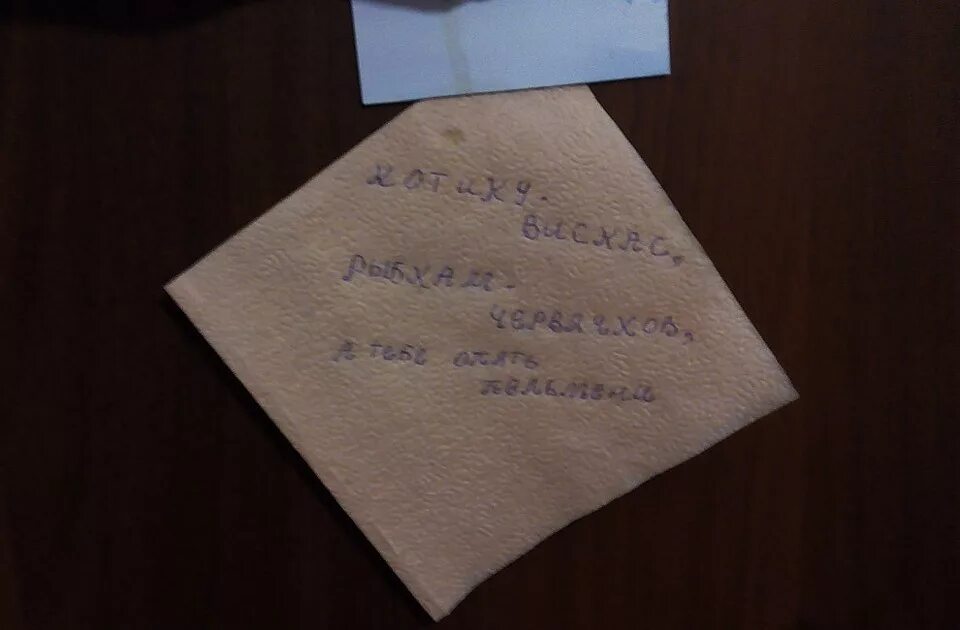 котику -
вискас,
рыбкам -
червячков,
а тебе опять
пельмени